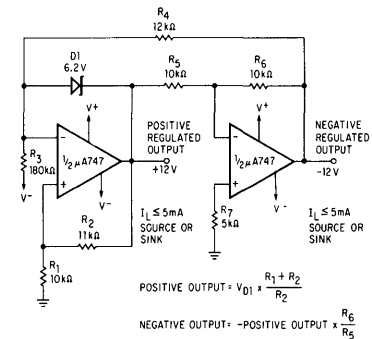 R4
12kΩ
D1
6.2V
R5
10kΩ
R6
10kΩ
V+
V+
POSITIVE
REGULATED
OUTPUT
NEGATIVE
REGULATED
OUTPUT
R3
180kΩ
V-
1/2 μA747
+12V
1/2 μA747
-12V
V-
V-
R2
11kΩ
IL ≤ 5mA
SOURCE OR
SINK
R7
5kΩ
IL ≤ 5mA
SOURCE OR
SINK
R1
10kΩ
POSITIVE OUTPUT = VD1 x (R1 + R2) / R2
NEGATIVE OUTPUT = -POSITIVE OUTPUT x R6 / R5